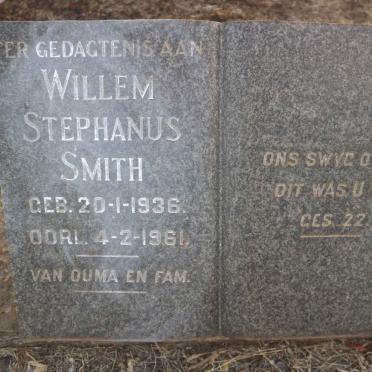 TER GEDAGTENIS AAN
WILLEM
STEPHANUS
SMITH
GEB. 20-1-1936.
OORL. 4-2-1961.
VAN OUMA EN FAM.
ONS SWYG O
DIT WAS U
GES. 22